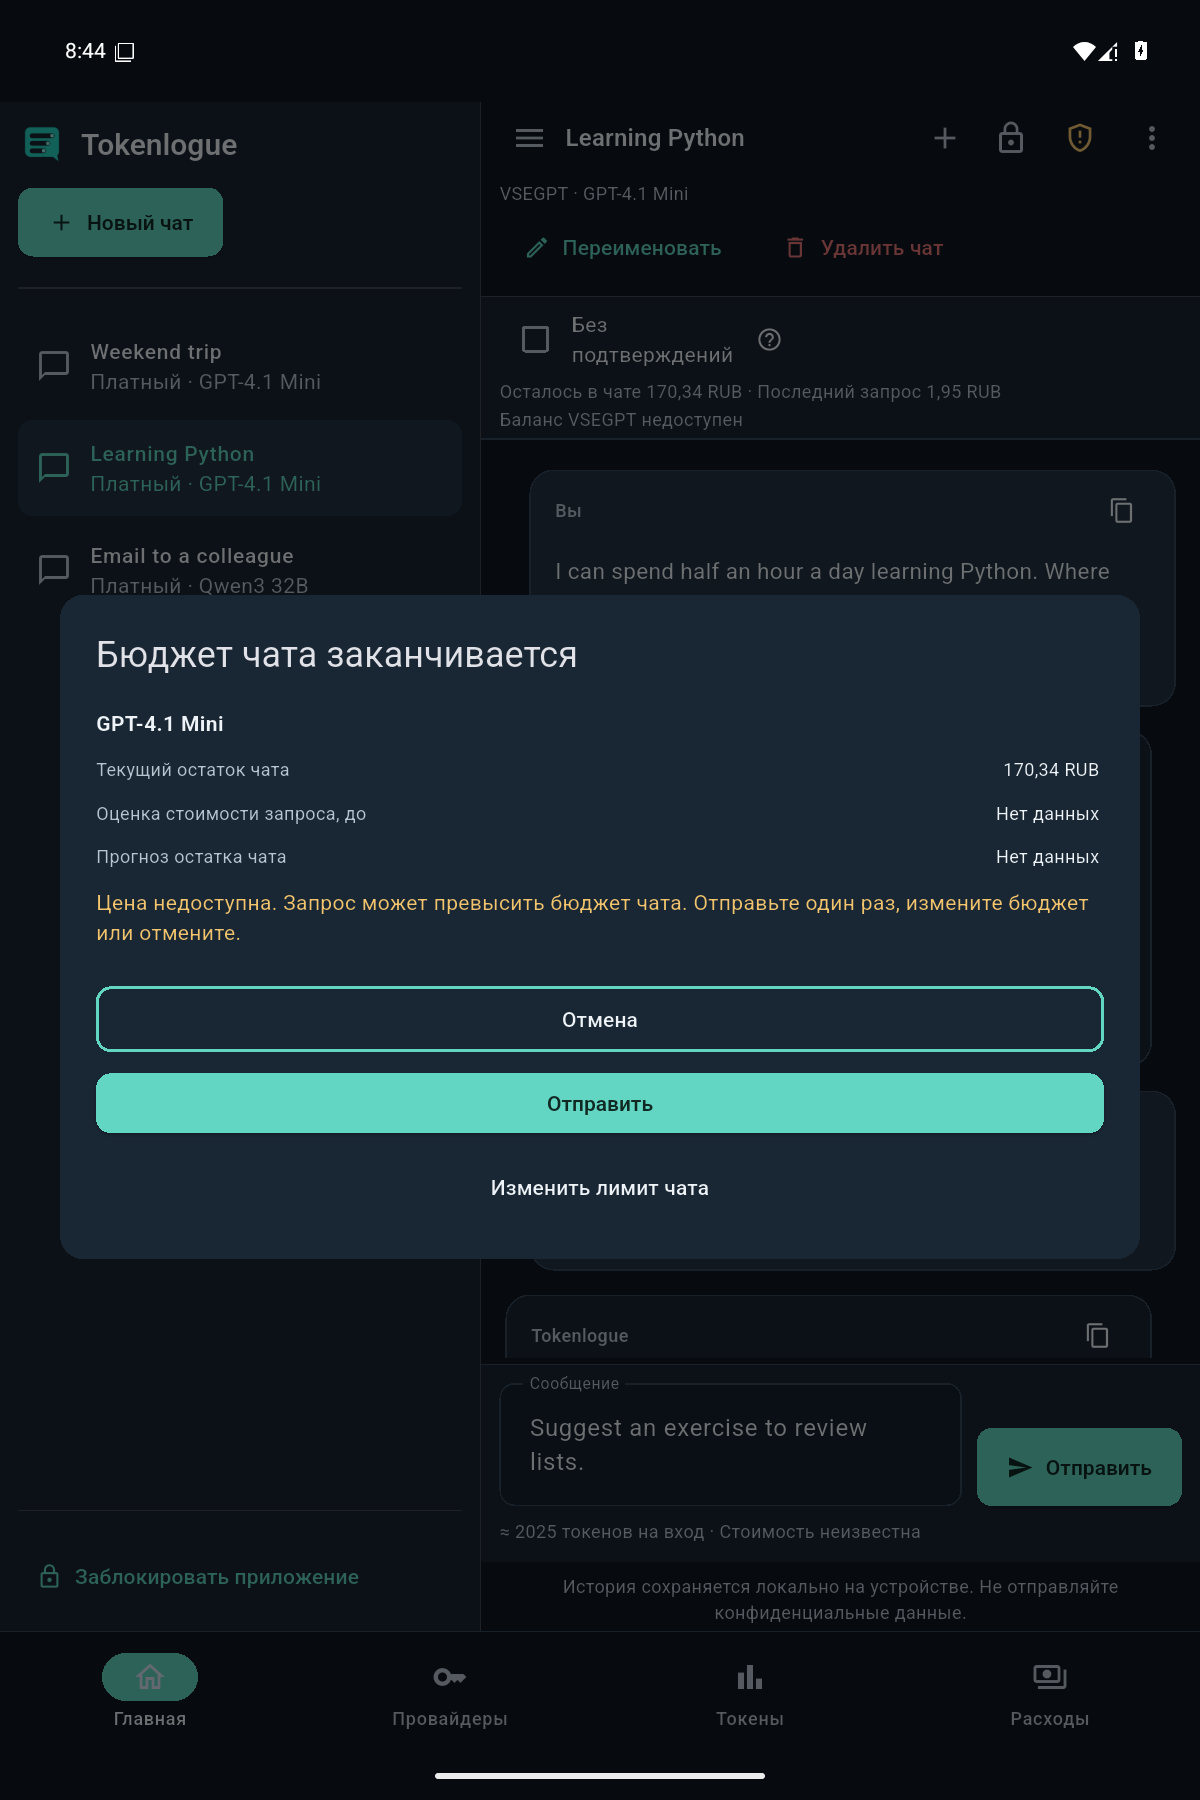 8:44
Tokenlogue
Новый чат
Weekend trip
Платный · GPT-4.1 Mini
Learning Python
Платный · GPT-4.1 Mini
Email to a colleague
Платный · Qwen3 32B
Learning Python
VSEGPT · GPT-4.1 Mini
Переименовать
Удалить чат
Без
подтверждений
Осталось в чате 170,34 RUB · Последний запрос 1,95 RUB
Баланс VSEGPT недоступен
Вы
I can spend half an hour a day learning Python. Where
Бюджет чата заканчивается
GPT-4.1 Mini
Текущий остаток чата 170,34 RUB
Оценка стоимости запроса, до Нет данных
Прогноз остатка чата Нет данных
Цена недоступна. Запрос может превысить бюджет чата. Отправьте один раз, измените бюджет
или отмените.
Отмена
Отправить
Изменить лимит чата
Tokenlogue
Сообщение
Suggest an exercise to review
lists.
Отправить
≈ 2025 токенов на вход · Стоимость неизвестна
История сохраняется локально на устройстве. Не отправляйте
конфиденциальные данные.
Заблокировать приложение
Главная
Провайдеры
Токены
Расходы